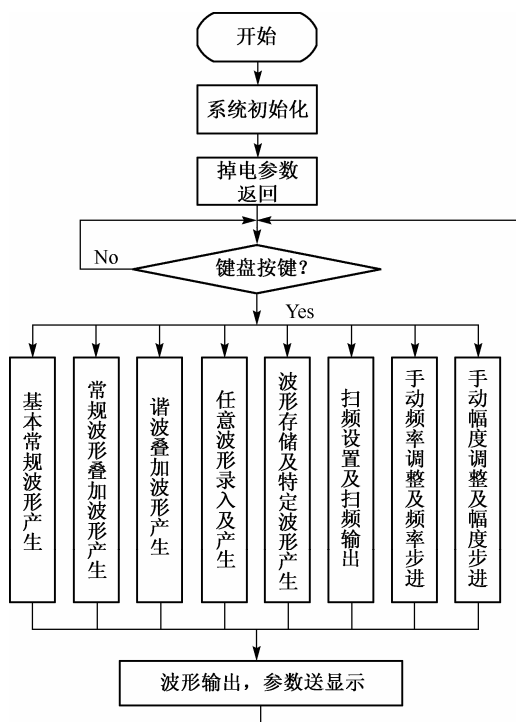 开始
系统初始化
掉电参数
返回
No
键盘按键？
Yes
基本常规波形产生
常规波形叠加波形产生
谐波叠加波形产生
任意波形录入及产生
波形存储及特定波形产生
扫频设置及扫频输出
手动频率调整及频率步进
手动幅度调整及幅度步进
波形输出，参数送显示